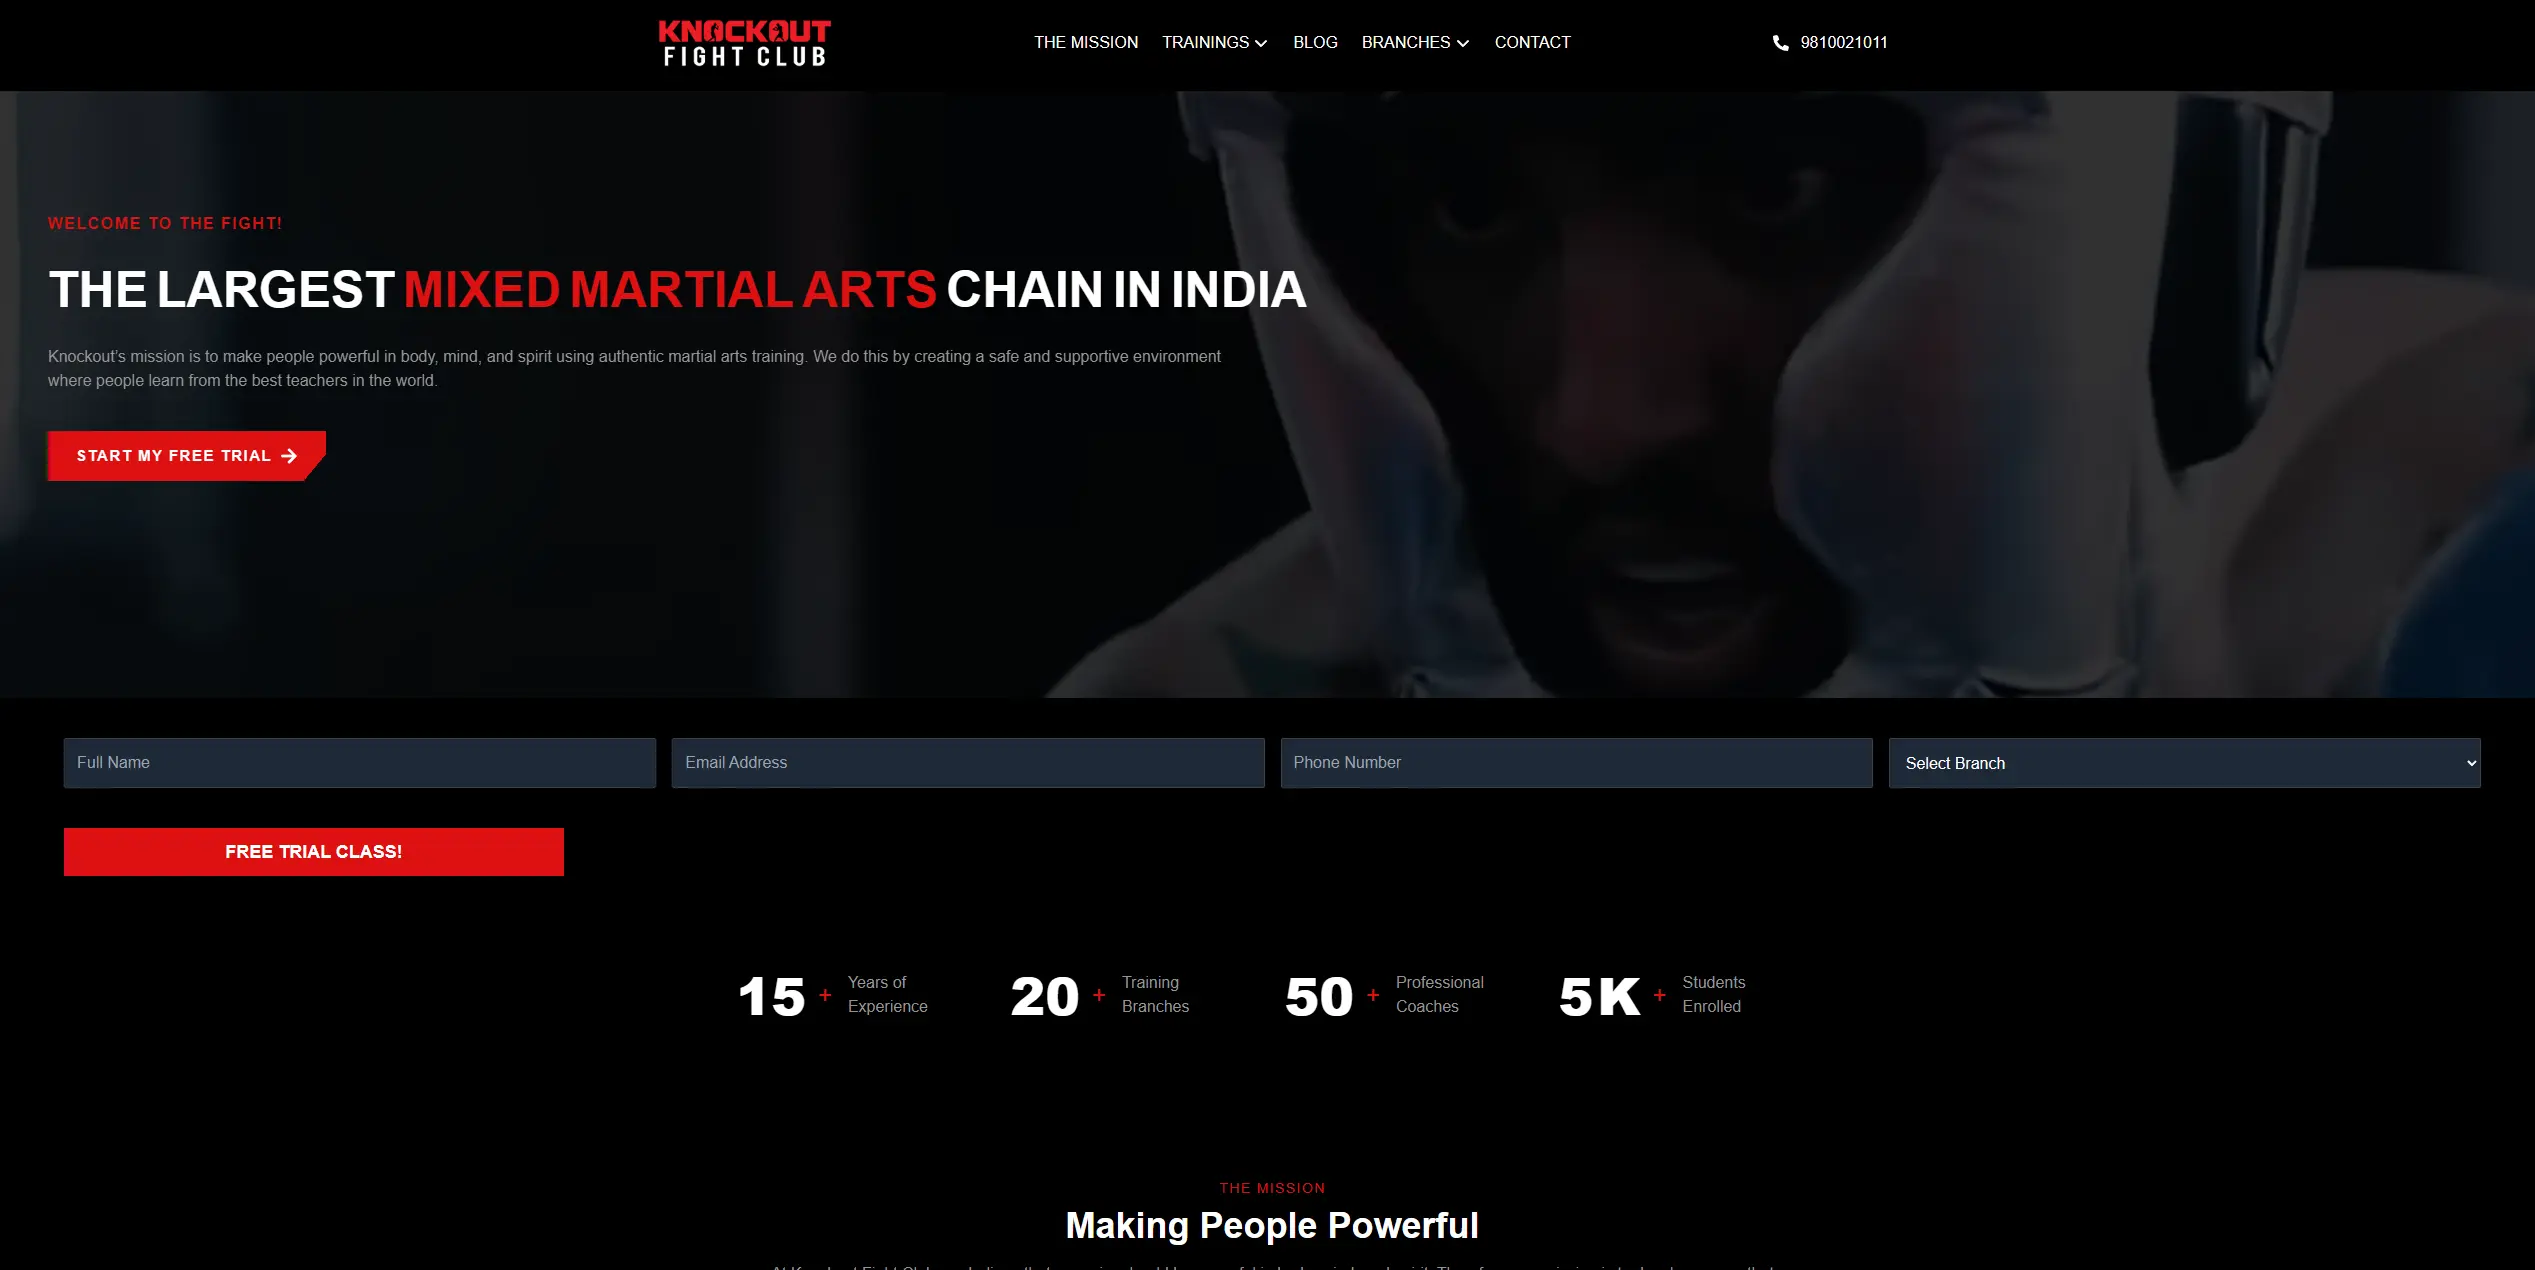 KNOCKOUT
FIGHT CLUB
THE MISSION TRAININGS BLOG BRANCHES CONTACT
9810021011
WELCOME TO THE FIGHT!
THE LARGEST MIXED MARTIAL ARTS CHAIN IN INDIA
Knockout's mission is to make people powerful in body, mind, and spirit using authentic martial arts training. We do this by creating a safe and supportive environment
where people learn from the best teachers in the world.
START MY FREE TRIAL →
Full Name
Email Address
Phone Number
Select Branch
FREE TRIAL CLASS!
15 + Years of
Experience
20 + Training
Branches
50 + Professional
Coaches
5K + Students
Enrolled
THE MISSION
Making People Powerful